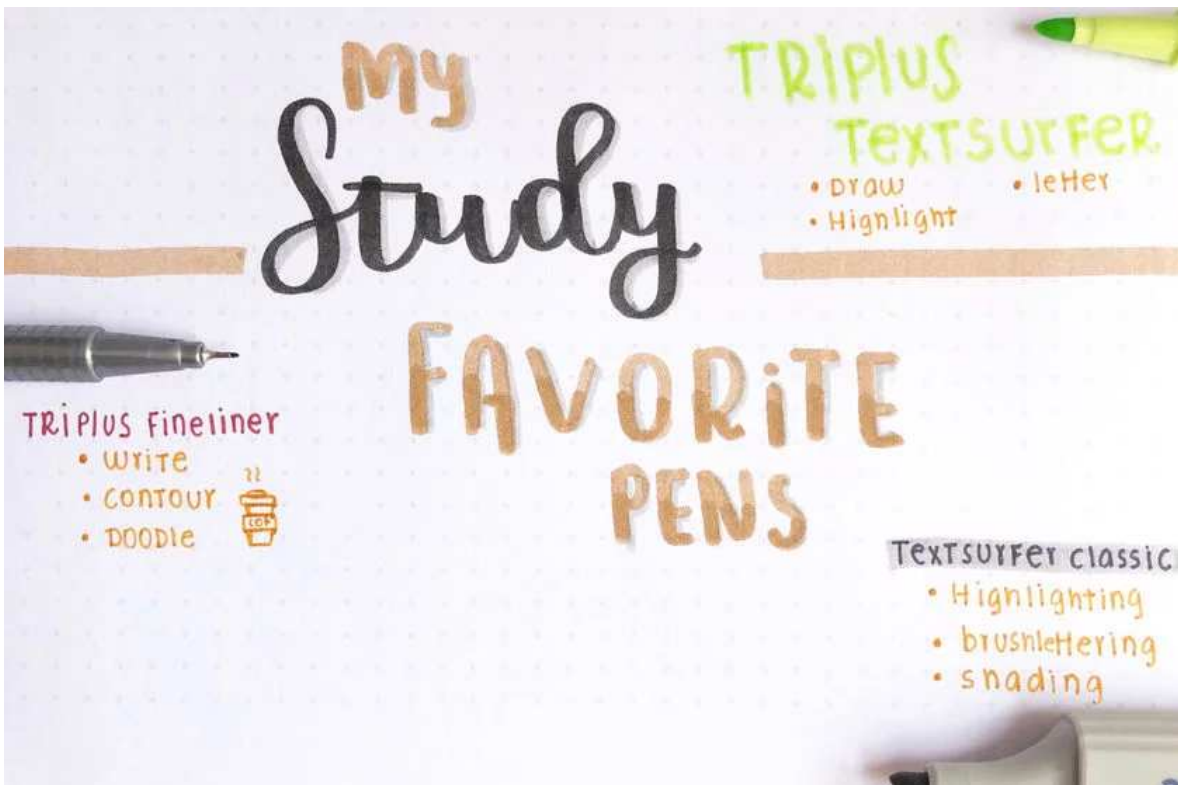 My
Study
FAVORiTE
PENS
TRiPlUS
TEXTSUrFER
• Draw
• Highlight
• letter
TRiPlUS Fineliner
• WriTe
• CONTOUr
• DOODle
COF
TexTsurfer classic
• Highlighting
• brushlettering
• shading